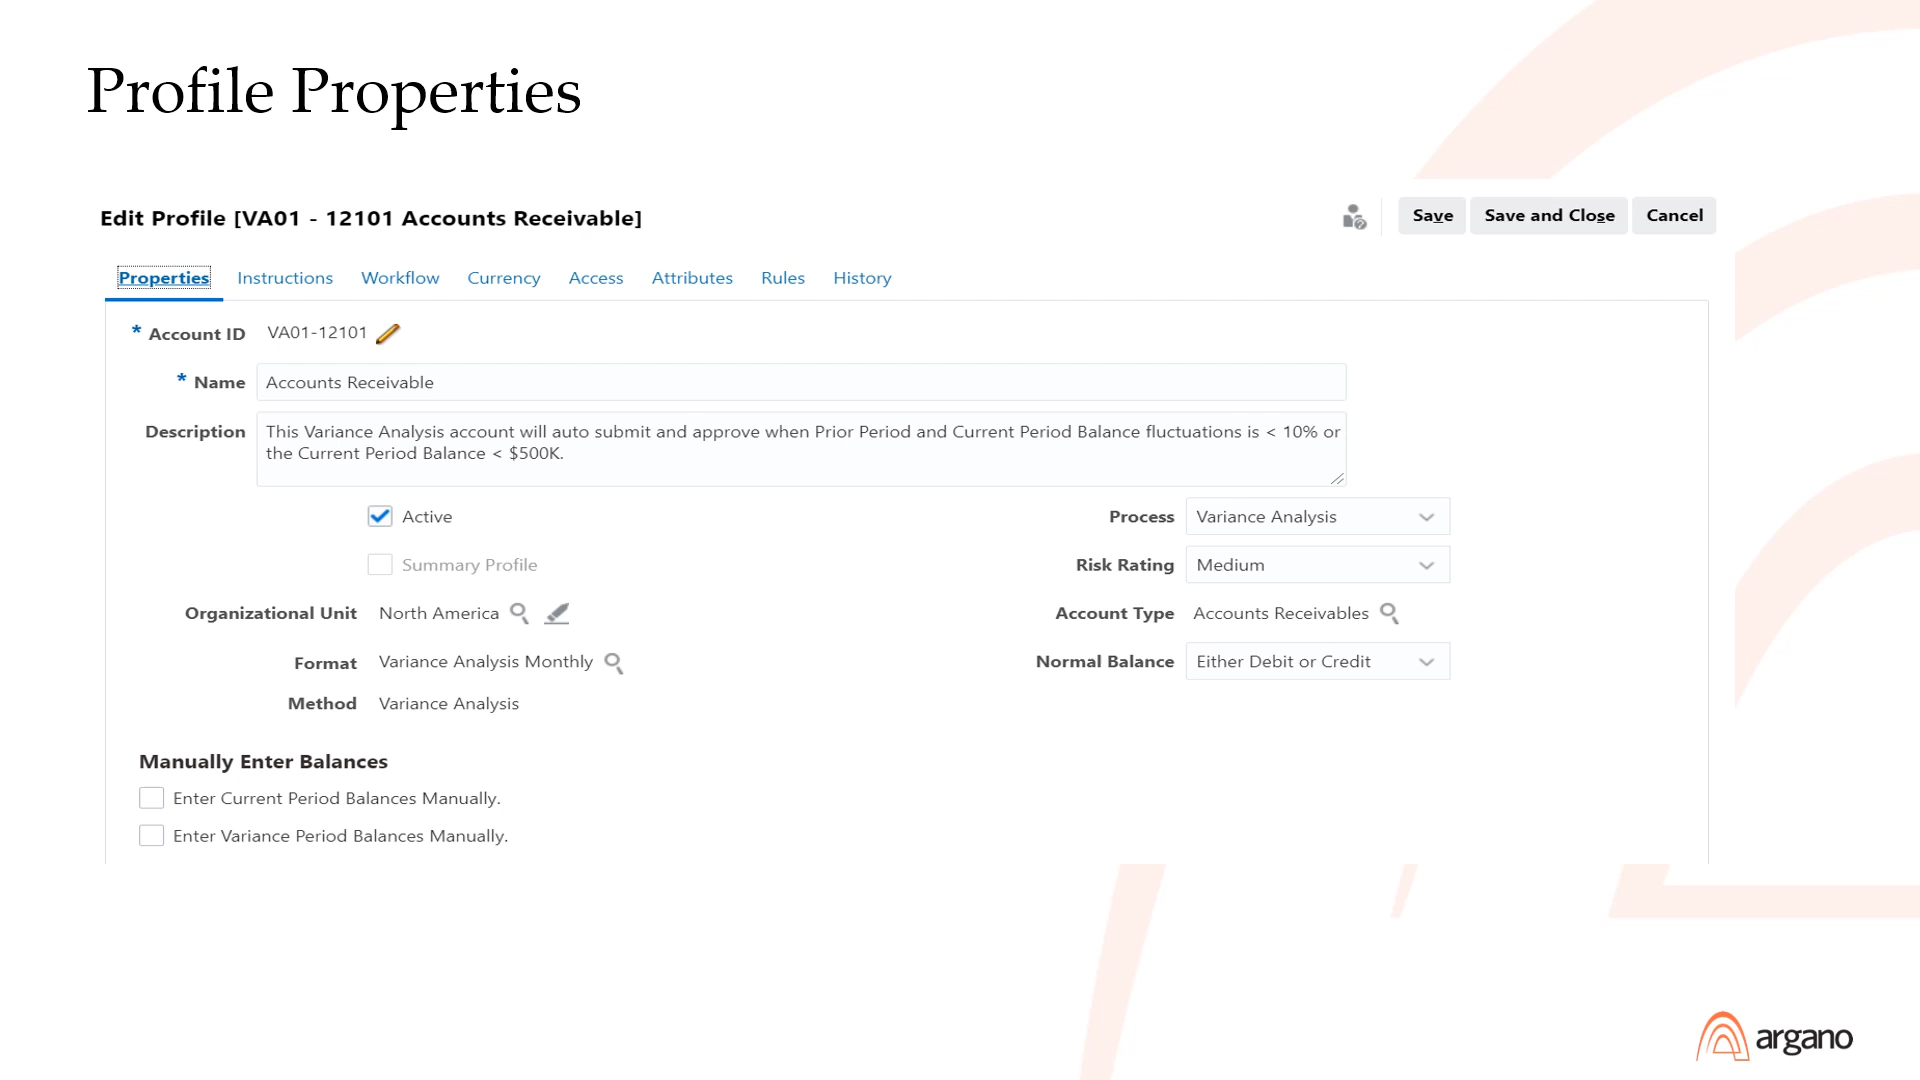 Profile Properties
Edit Profile [VA01 - 12101 Accounts Receivable]
Save
Save and Close
Cancel
Properties
Instructions
Workflow
Currency
Access
Attributes
Rules
History
* Account ID VA01-12101
* Name Accounts Receivable
Description This Variance Analysis account will auto submit and approve when Prior Period and Current Period Balance fluctuations is < 10% or
the Current Period Balance < $500K.
Active
Process Variance Analysis
Summary Profile
Risk Rating Medium
Organizational Unit North America
Account Type Accounts Receivables
Format Variance Analysis Monthly
Normal Balance Either Debit or Credit
Method Variance Analysis
Manually Enter Balances
Enter Current Period Balances Manually.
Enter Variance Period Balances Manually.
argano